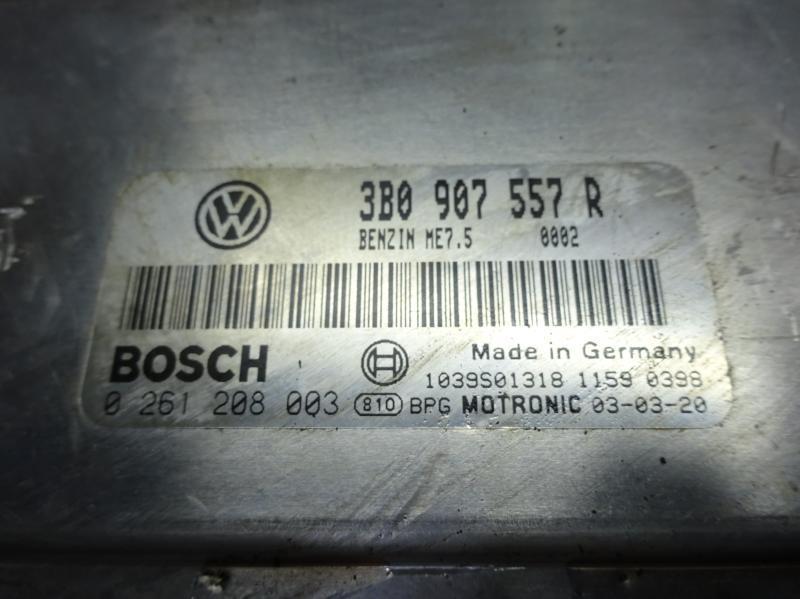 3B0 907 557 R
BENZIN ME7.5 0002
BOSCH
Made in Germany
1039S01318 1159 0398
0 261 208 003 810 BPG MOTRONIC 03-03-20